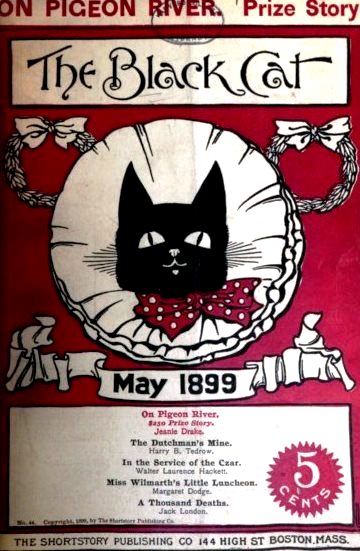 ON PIGEON RIVER. Prize Story
The Black Cat
May 1899
On Pigeon River.
$250 Prize Story.
Jeanie Drake.
The Dutchman's Mine.
Harry B. Tedrow.
In the Service of the Czar.
Walter Laurence Hackett.
Miss Wilmarth's Little Luncheon.
Margaret Dodge.
A Thousand Deaths.
Jack London.
5
CENTS
No. 44. Copyright, 1899, by The Shortstory Publishing Co.
THE SHORTSTORY PUBLISHING CO 144 HIGH ST BOSTON, MASS.